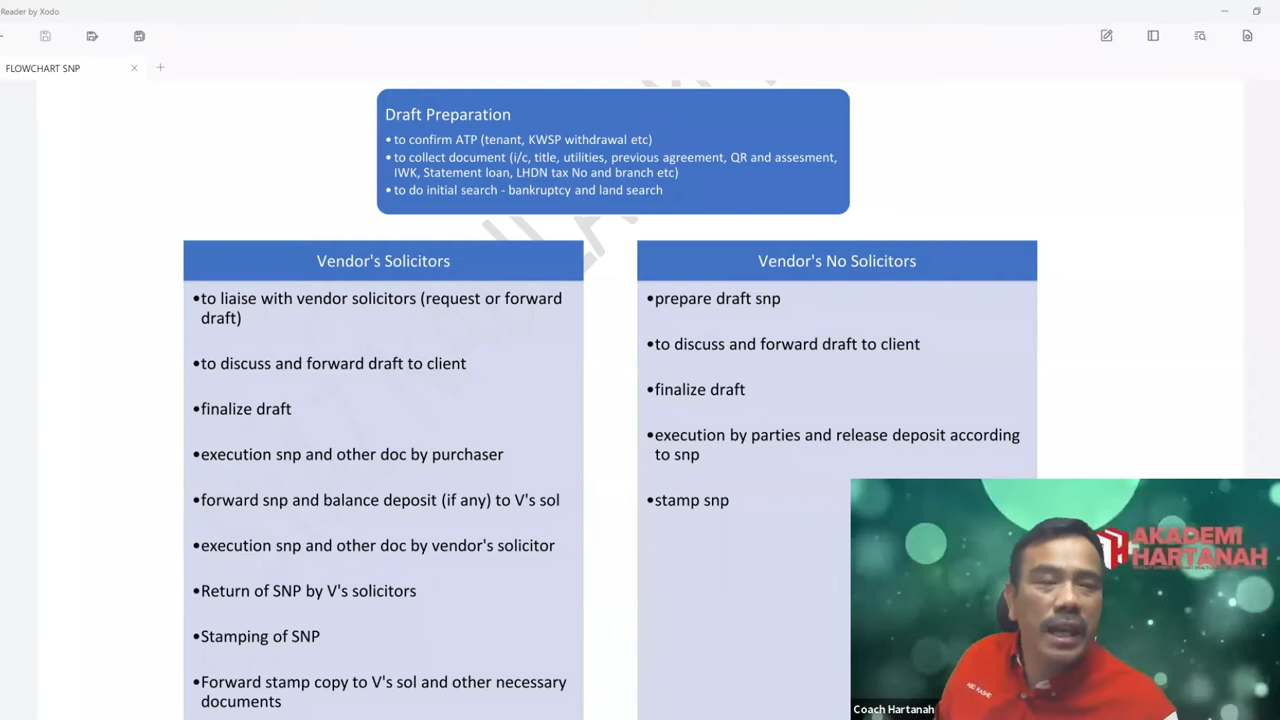 Reader by Xodo
FLOWCHART SNP
Draft Preparation
• to confirm ATP (tenant, KWSP withdrawal etc)
• to collect document (i/c, title, utilities, previous agreement, QR and assesment,
IWK, Statement loan, LHDN tax No and branch etc)
• to do initial search - bankruptcy and land search
Vendor's Solicitors
•to liaise with vendor solicitors (request or forward
draft)
•to discuss and forward draft to client
•finalize draft
•execution snp and other doc by purchaser
•forward snp and balance deposit (if any) to V's sol
•execution snp and other doc by vendor's solicitor
•Return of SNP by V's solicitors
•Stamping of SNP
•Forward stamp copy to V's sol and other necessary
documents
Vendor's No Solicitors
•prepare draft snp
•to discuss and forward draft to client
•finalize draft
•execution by parties and release deposit according
to snp
•stamp snp
AKADEMI
HARTANAH
Coach Hartanah